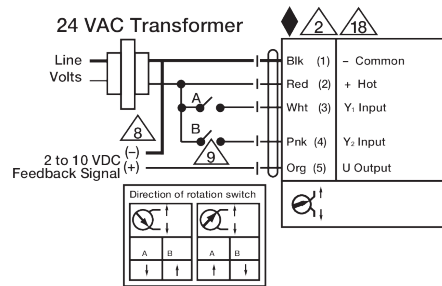 24 VAC Transformer
2
18
Line
Volts
Blk (1) – Common
Red (2) + Hot
A
Wht (3) Y₁ Input
B
8
9
Pnk (4) Y₂ Input
(–)
2 to 10 VDC (+)
Feedback Signal
Org (5) U Output
Direction of rotation switch
A B A B